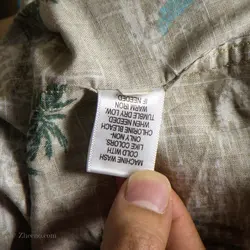 MACHINE WASH
COLD WITH
LIKE COLORS.
ONLY NON-
CHLORINE BLEACH
WHEN NEEDED.
TUMBLE DRY LOW.
WARM IRON
IF NEEDED.